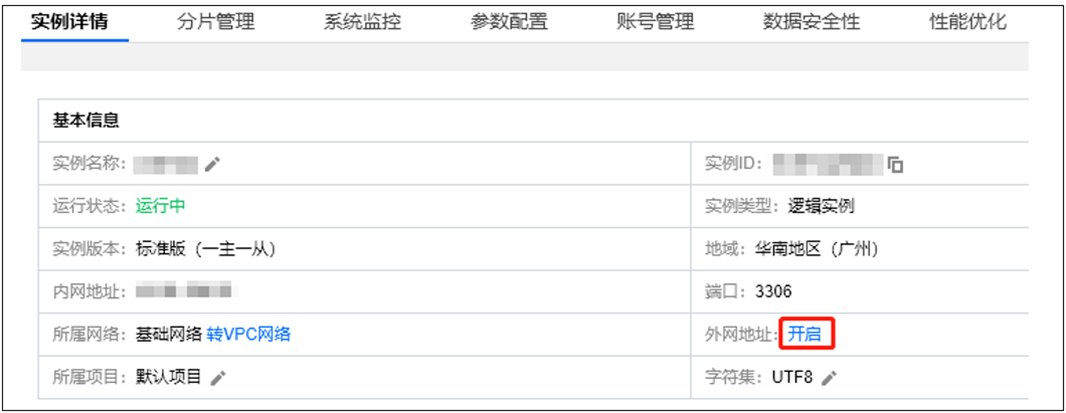 实例详情 分片管理 系统监控 参数配置 账号管理 数据安全性 性能优化
基本信息
实例名称: 实例ID:
运行状态: 运行中 实例类型: 逻辑实例
实例版本: 标准版（一主一从） 地域: 华南地区（广州）
内网地址: 端口: 3306
所属网络: 基础网络 转VPC网络 外网地址: 开启
所属项目: 默认项目 字符集: UTF8